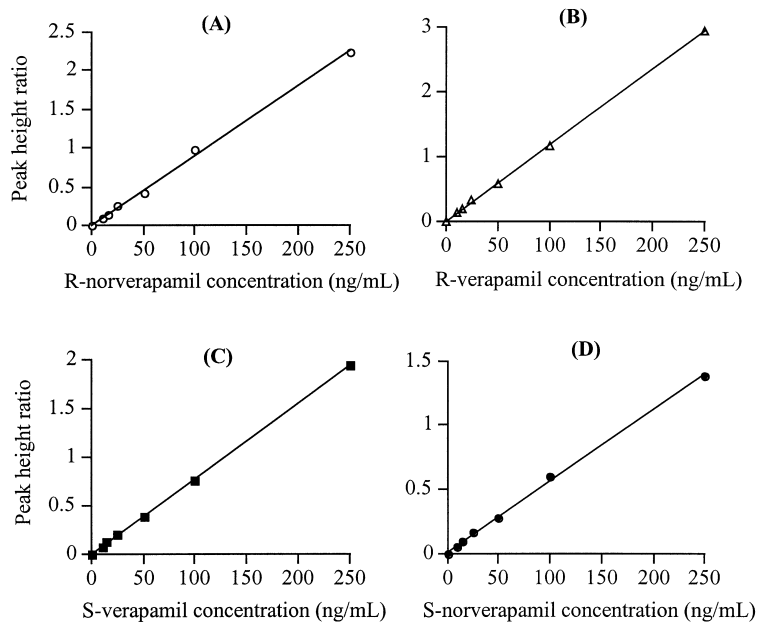 (A)
2.5
2
1.5
1
0.5
0
Peak height ratio
0 50 100 150 200 250
R-norverapamil concentration (ng/mL)
(B)
3
2
1
0
0 50 100 150 200 250
R-verapamil concentration (ng/mL)
(C)
2
1.5
1
0.5
0
Peak height ratio
0 50 100 150 200 250
S-verapamil concentration (ng/mL)
(D)
1.5
1
0.5
0
0 50 100 150 200 250
S-norverapamil concentration (ng/mL)